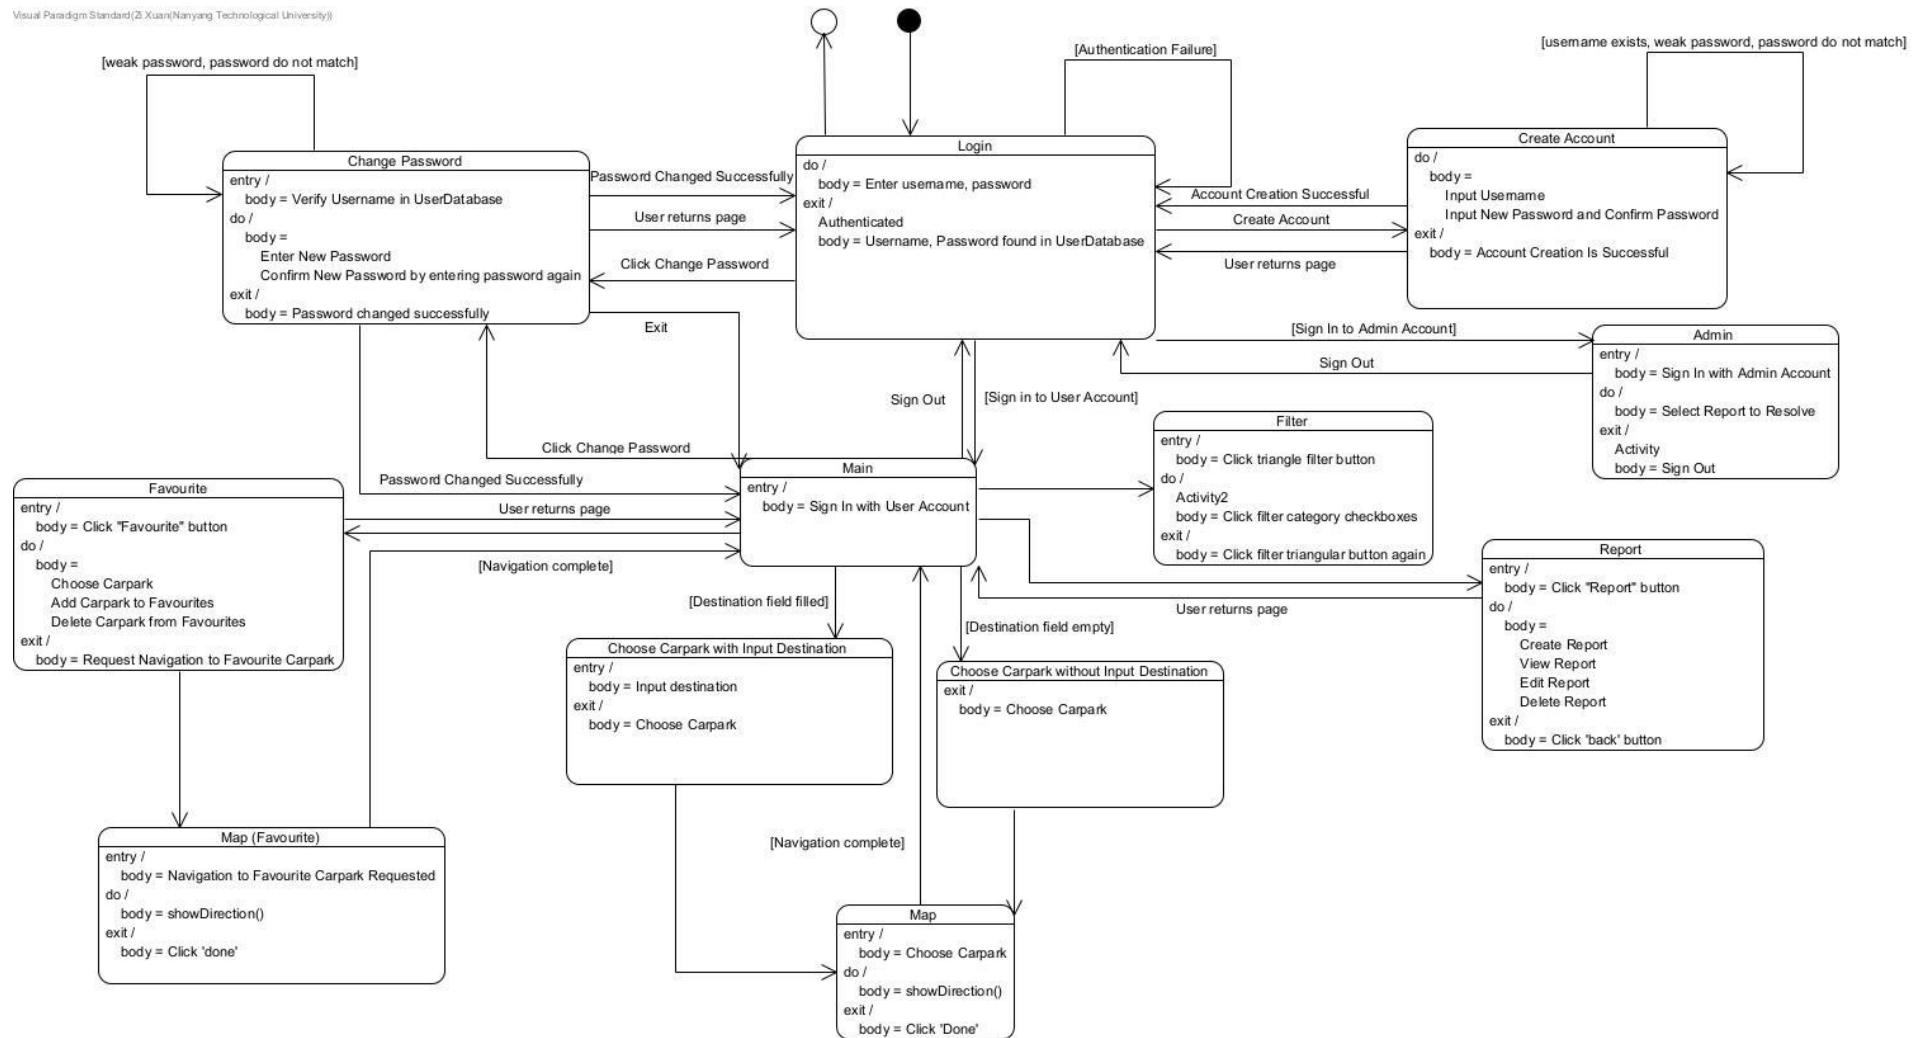 Visual Paradigm Standard(Zi Xuan(Nanyang Technological University))
[weak password, password do not match]
[Authentication Failure]
[username exists, weak password, password do not match]
Change Password
entry /
body = Verify Username in UserDatabase
do /
body =
Enter New Password
Confirm New Password by entering password again
exit /
body = Password changed successfully
Password Changed Successfully
User returns page
Click Change Password
Exit
Login
do /
body = Enter username, password
exit /
Authenticated
body = Username, Password found in UserDatabase
Account Creation Successful
Create Account
User returns page
Create Account
do /
body =
Input Username
Input New Password and Confirm Password
exit /
body = Account Creation Is Successful
[Sign In to Admin Account]
Sign Out
Admin
entry /
body = Sign In with Admin Account
do /
body = Select Report to Resolve
exit /
Activity
body = Sign Out
Sign Out
[Sign in to User Account]
Click Change Password
Password Changed Successfully
User returns page
[Navigation complete]
Main
entry /
body = Sign In with User Account
Filter
entry /
body = Click triangle filter button
do /
Activity2
body = Click filter category checkboxes
exit /
body = Click filter triangular button again
Favourite
entry /
body = Click "Favourite" button
do /
body =
Choose Carpark
Add Carpark to Favourites
Delete Carpark from Favourites
exit /
body = Request Navigation to Favourite Carpark
User returns page
Report
entry /
body = Click "Report" button
do /
body =
Create Report
View Report
Edit Report
Delete Report
exit /
body = Click 'back' button
[Destination field filled]
[Destination field empty]
Choose Carpark with Input Destination
entry /
body = Input destination
exit /
body = Choose Carpark
Choose Carpark without Input Destination
exit /
body = Choose Carpark
[Navigation complete]
Map (Favourite)
entry /
body = Navigation to Favourite Carpark Requested
do /
body = showDirection()
exit /
body = Click 'done'
Map
entry /
body = Choose Carpark
do /
body = showDirection()
exit /
body = Click 'Done'